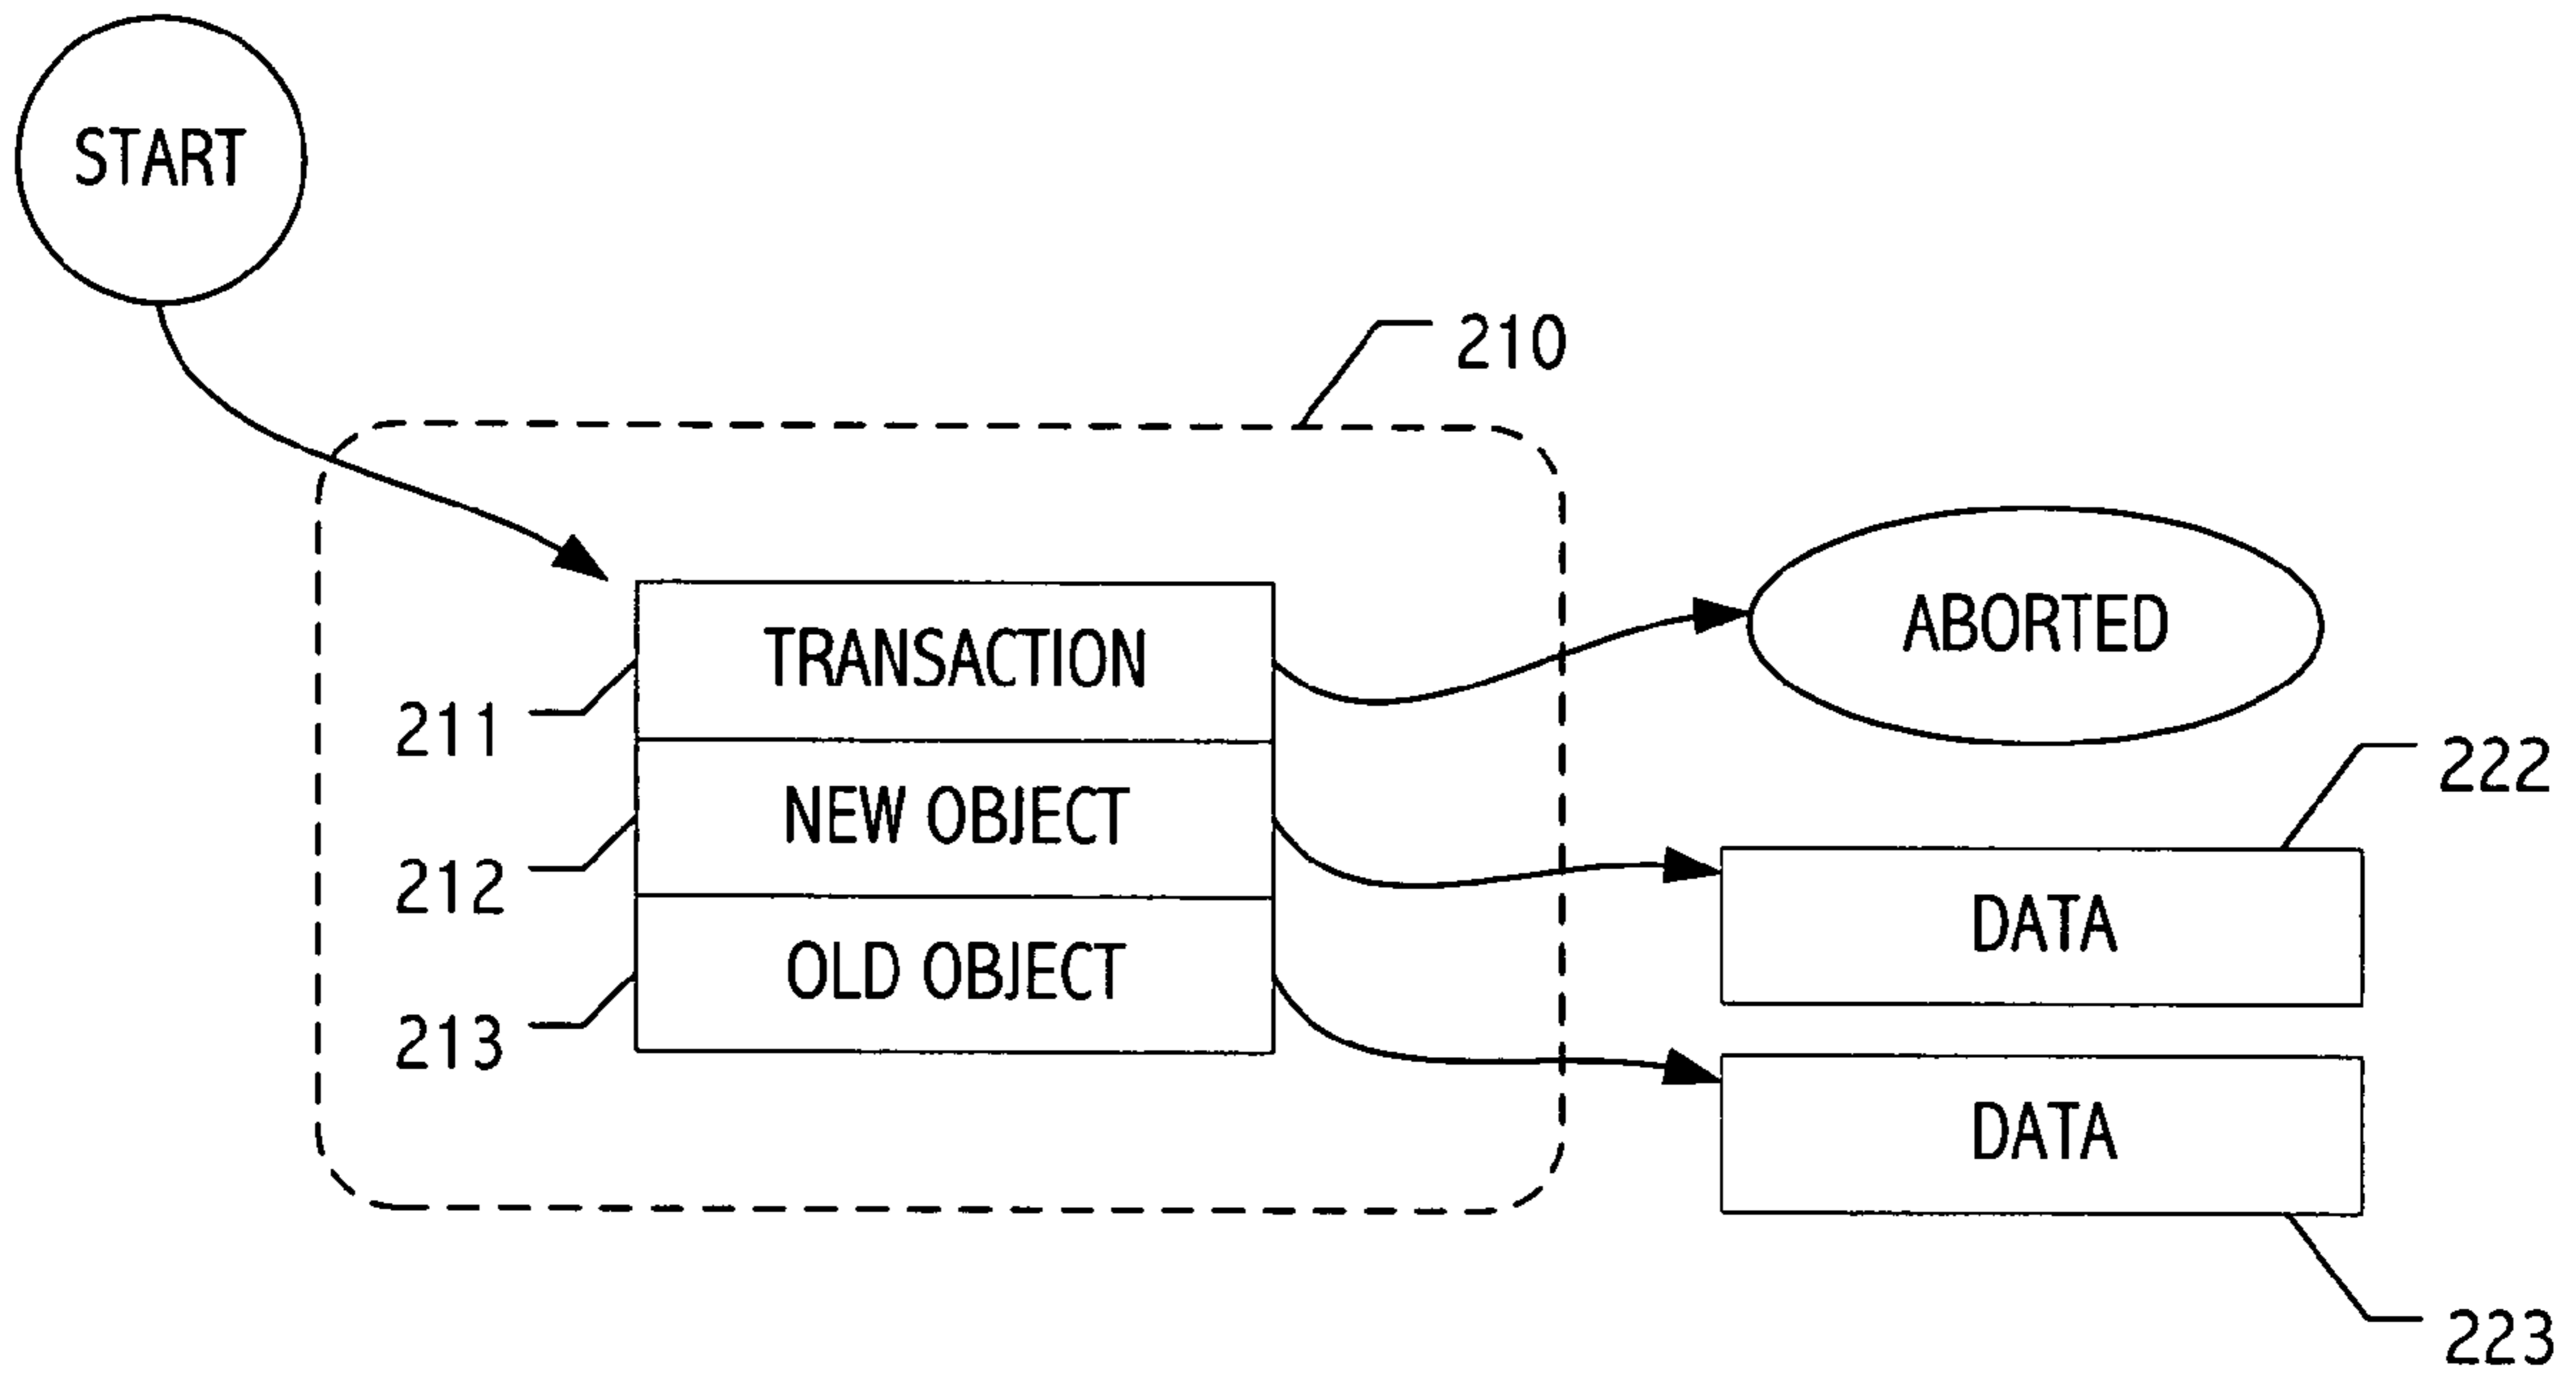 START
210
TRANSACTION
211
NEW OBJECT
212
OLD OBJECT
213
ABORTED
222
DATA
DATA
223